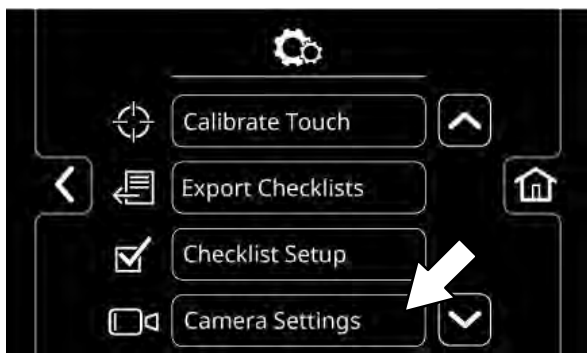 Calibrate Touch
Export Checklists
Checklist Setup
Camera Settings